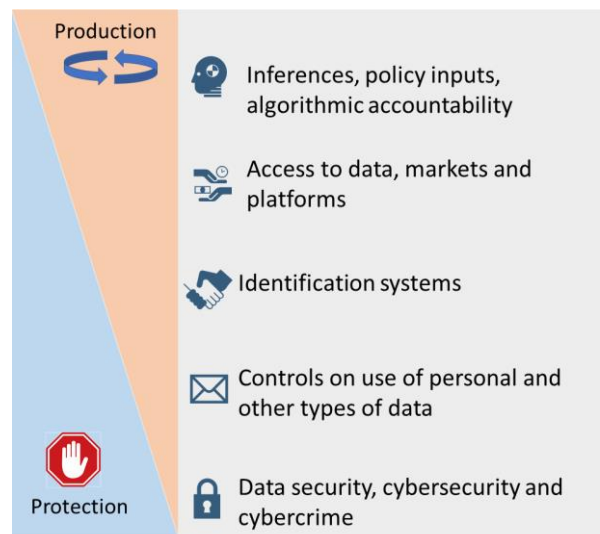 Production
Inferences, policy inputs,
algorithmic accountability
Access to data, markets and
platforms
Identification systems
Controls on use of personal and
other types of data
Protection
Data security, cybersecurity and
cybercrime